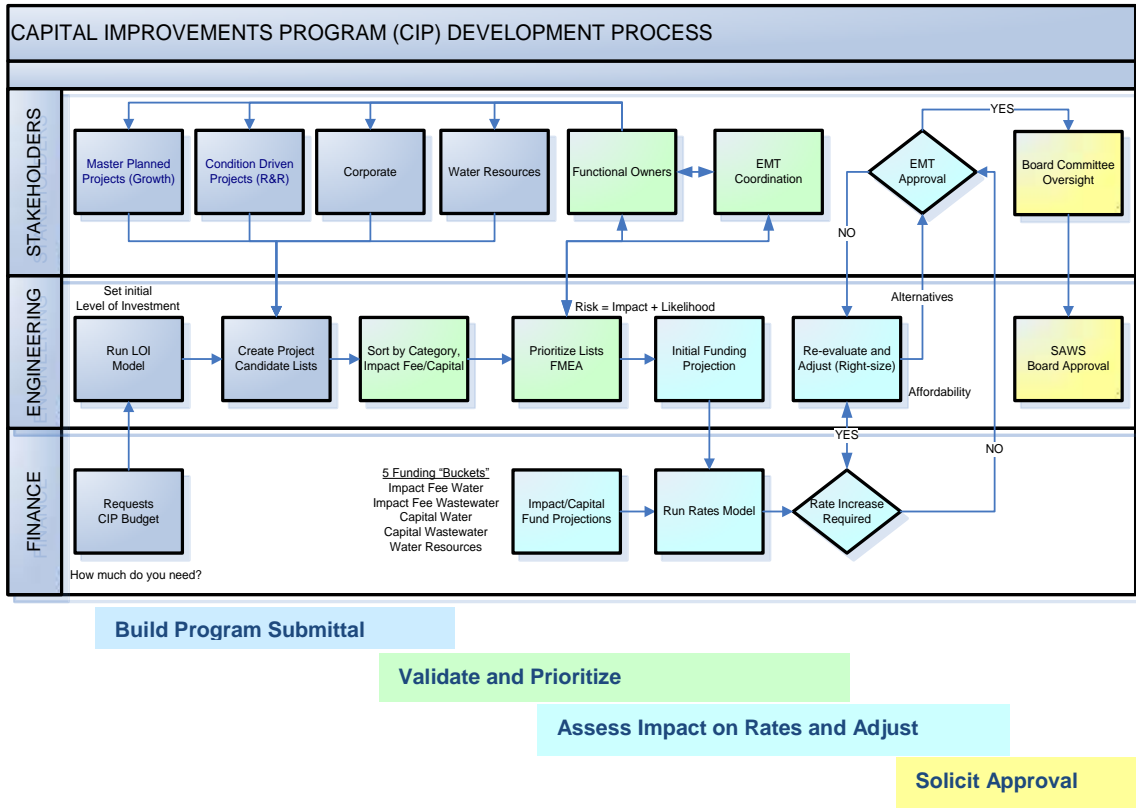 CAPITAL IMPROVEMENTS PROGRAM (CIP) DEVELOPMENT PROCESS
STAKEHOLDERS
Master Planned
Projects (Growth)
Condition Driven
Projects (R&R)
Corporate
Water Resources
Functional Owners
EMT
Coordination
EMT
Approval
YES
Board Committee
Oversight
NO
ENGINEERING
Set initial
Level of Investment
Run LOI
Model
Create Project
Candidate Lists
Sort by Category,
Impact Fee/Capital
Risk = Impact + Likelihood
Prioritize Lists
FMEA
Initial Funding
Projection
Alternatives
Re-evaluate and
Adjust (Right-size)
Affordability
SAWS
Board Approval
FINANCE
Requests
CIP Budget
How much do you need?
5 Funding "Buckets"
Impact Fee Water
Impact Fee Wastewater
Capital Water
Capital Wastewater
Water Resources
Impact/Capital
Fund Projections
Run Rates Model
YES
Rate Increase
Required
NO
Build Program Submittal
Validate and Prioritize
Assess Impact on Rates and Adjust
Solicit Approval